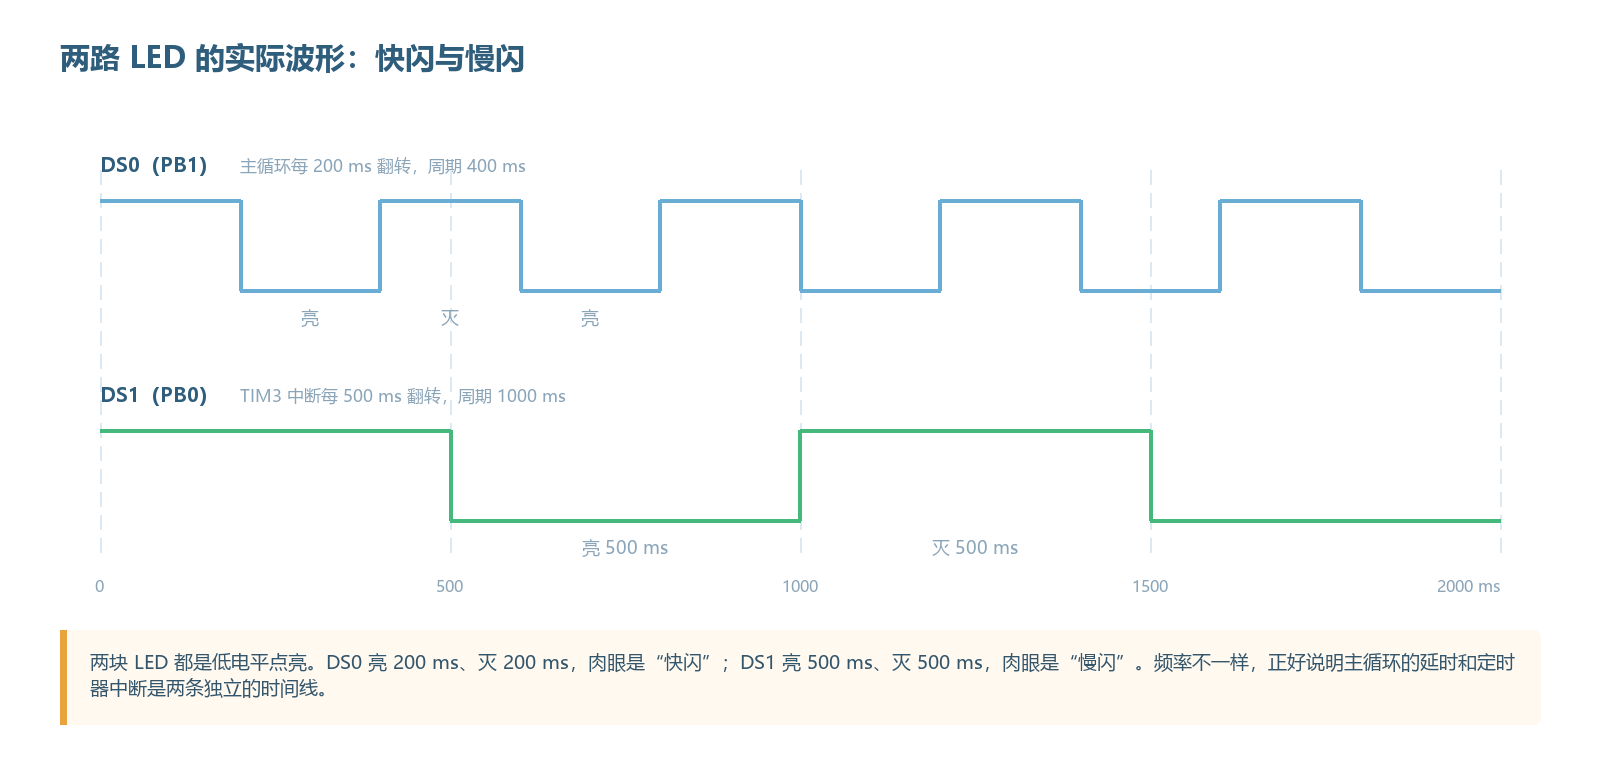 两路 LED 的实际波形：快闪与慢闪
DS0（PB1） 主循环每 200 ms 翻转，周期 400 ms
亮 灭 亮
DS1（PB0） TIM3 中断每 500 ms 翻转，周期 1000 ms
亮 500 ms 灭 500 ms
0 500 1000 1500 2000 ms
两块 LED 都是低电平点亮。DS0 亮 200 ms、灭 200 ms，肉眼是“快闪”；DS1 亮 500 ms、灭 500 ms，肉眼是“慢闪”。频率不一样，正好说明主循环的延时和定时
器中断是两条独立的时间线。